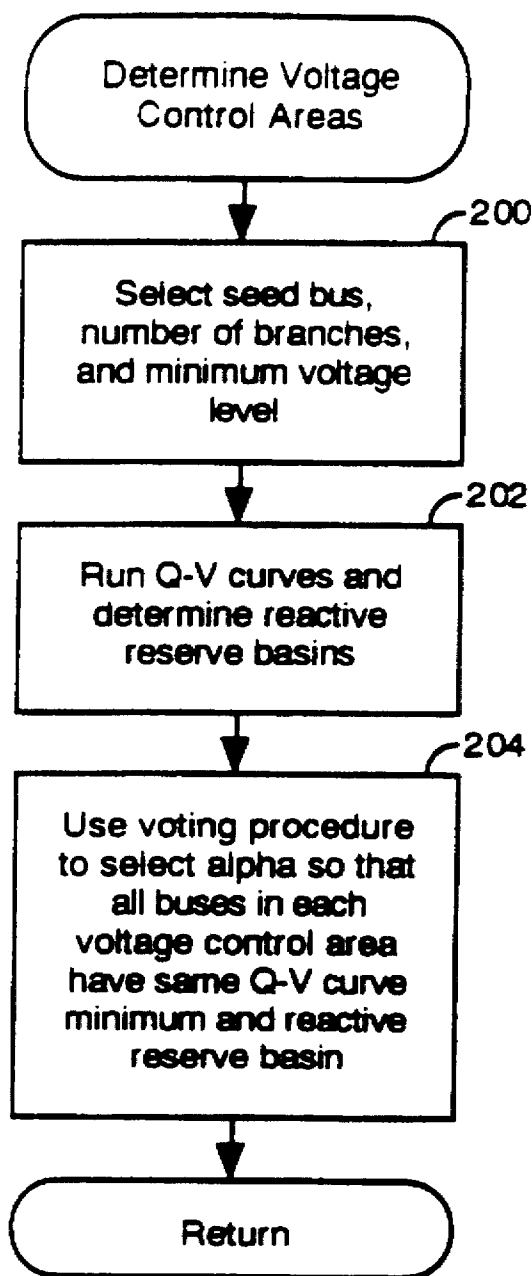 Determine Voltage
Control Areas
200
Select seed bus,
number of branches,
and minimum voltage
level
202
Run Q-V curves and
determine reactive
reserve basins
204
Use voting procedure
to select alpha so that
all buses in each
voltage control area
have same Q-V curve
minimum and reactive
reserve basin
Return